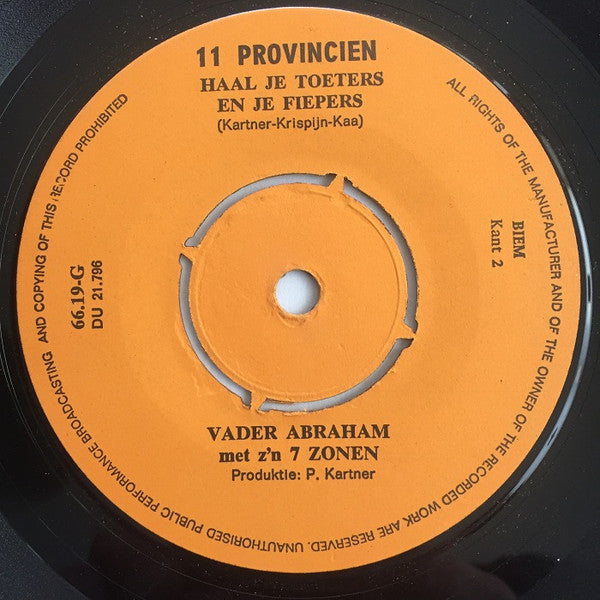 11 PROVINCIEN
HAAL JE TOETERS
EN JE FIEPERS
(Kartner-Krispijn-Kaa)
66.19-G
DU 21.796
BIEM
Kant 2
VADER ABRAHAM
met z'n 7 ZONEN
Produktie: P. Kartner
ALL RIGHTS OF THE MANUFACTURER AND OF THE OWNER OF THE RECORDED WORK ARE RESERVED. UNAUTHORISED PUBLIC PERFORMANCE BROADCASTING AND COPYING OF THIS RECORD PROHIBITED